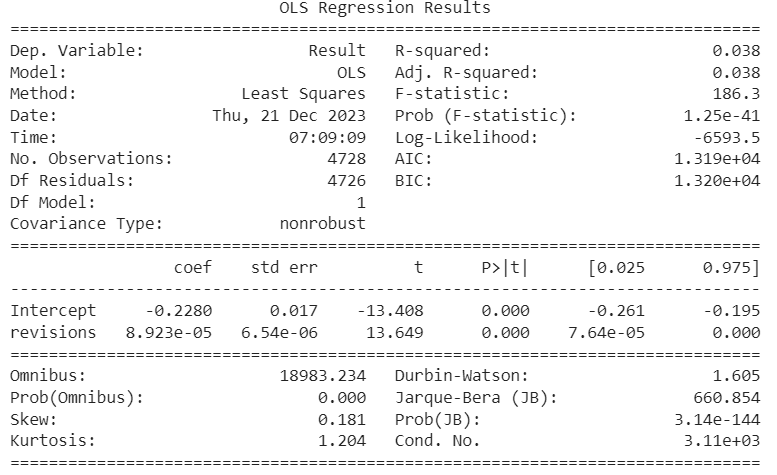 OLS Regression Results
==============================================================================
Dep. Variable:                 Result   R-squared:                       0.038
Model:                            OLS   Adj. R-squared:                  0.038
Method:                 Least Squares   F-statistic:                     186.3
Date:                Thu, 21 Dec 2023   Prob (F-statistic):           1.25e-41
Time:                        07:09:09   Log-Likelihood:                -6593.5
No. Observations:                4728   AIC:                         1.319e+04
Df Residuals:                    4726   BIC:                         1.320e+04
Df Model:                           1
Covariance Type:            nonrobust
==============================================================================
                 coef    std err          t      P>|t|      [0.025      0.975]
------------------------------------------------------------------------------
Intercept     -0.2280      0.017    -13.408      0.000      -0.261      -0.195
revisions   8.923e-05   6.54e-06     13.649      0.000    7.64e-05       0.000
==============================================================================
Omnibus:                    18983.234   Durbin-Watson:                   1.605
Prob(Omnibus):                  0.000   Jarque-Bera (JB):              660.854
Skew:                           0.181   Prob(JB):                    3.14e-144
Kurtosis:                       1.204   Cond. No.                     3.11e+03
==============================================================================